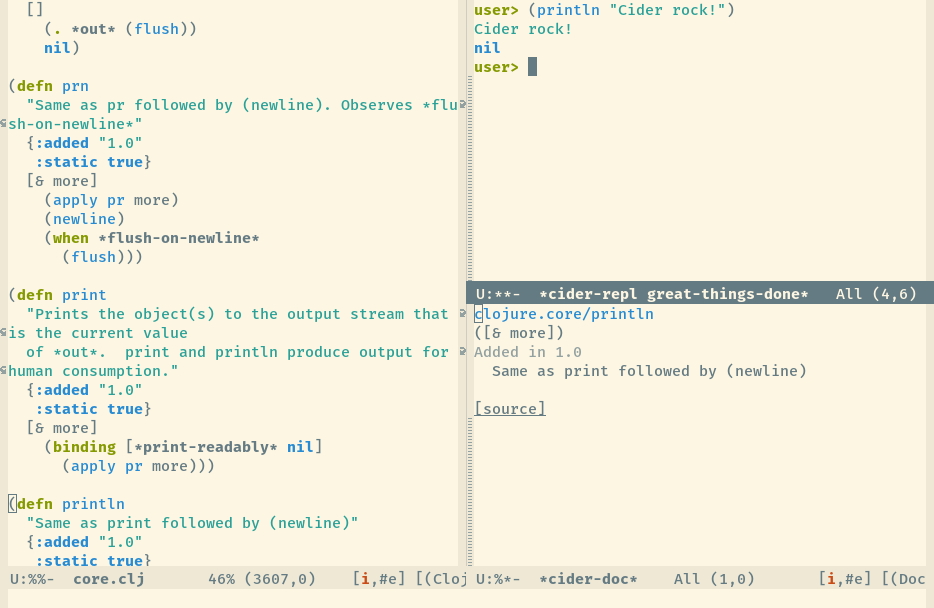 []
(. *out* (flush))
nil)
(defn prn
"Same as pr followed by (newline). Observes *flu
sh-on-newline*"
{:added "1.0"
:static true}
[& more]
(apply pr more)
(newline)
(when *flush-on-newline*
(flush)))
(defn print
"Prints the object(s) to the output stream that
is the current value
of *out*.  print and println produce output for
human consumption."
{:added "1.0"
:static true}
[& more]
(binding [*print-readably* nil]
(apply pr more)))
(defn println
"Same as print followed by (newline)"
{:added "1.0"
:static true}
U:%%-  core.clj       46% (3607,0)    [i,#e] [(Cloj
user> (println "Cider rock!")
Cider rock!
nil
user>
U:**-  *cider-repl great-things-done*   All (4,6)
clojure.core/println
([& more])
Added in 1.0
Same as print followed by (newline)
[source]
U:%*-  *cider-doc*    All (1,0)       [i,#e] [(Doc